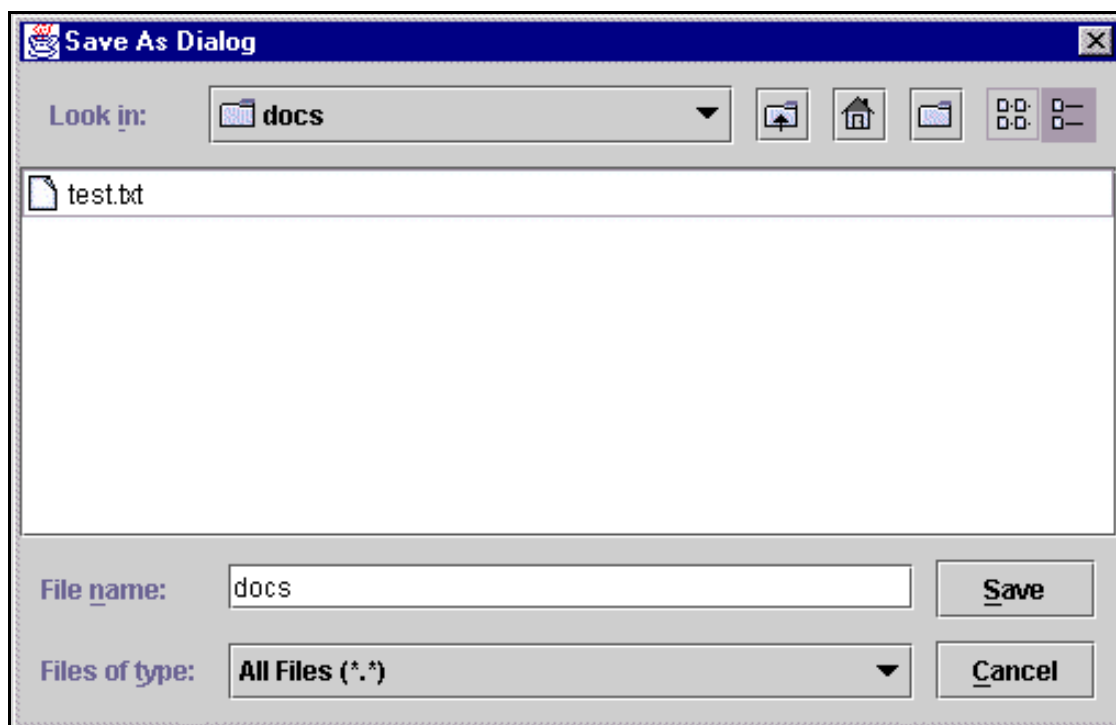 Save As Dialog
Look in: docs
test.txt
File name: docs Save
Files of type: All Files (*.*) Cancel